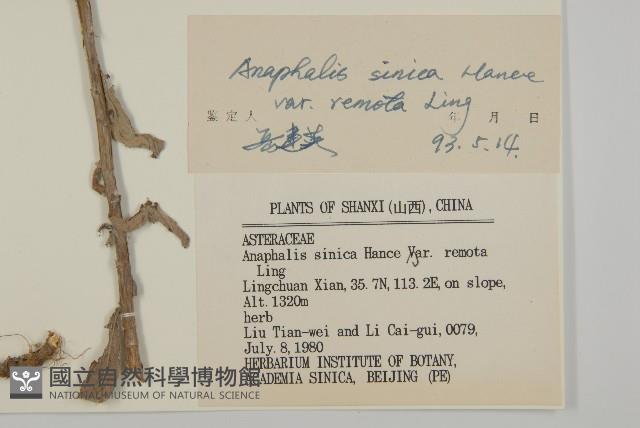 Anaphalis sinica Hance
var. remota Ling
鉴定人 年 月 日
93.5.14.
PLANTS OF SHANXI(山西), CHINA
ASTERACEAE
Anaphalis sinica Hance Var. remota
Ling
Lingchuan Xian, 35.7N, 113.2E, on slope,
Alt. 1320m
herb
Liu Tian-wei and Li Cai-gui, 0079,
July. 8, 1980
HERBARIUM INSTITUTE OF BOTANY,
ACADEMIA SINICA, BEIJING (PE)
國立自然科學博物館
NATIONAL MUSEUM OF NATURAL SCIENCE